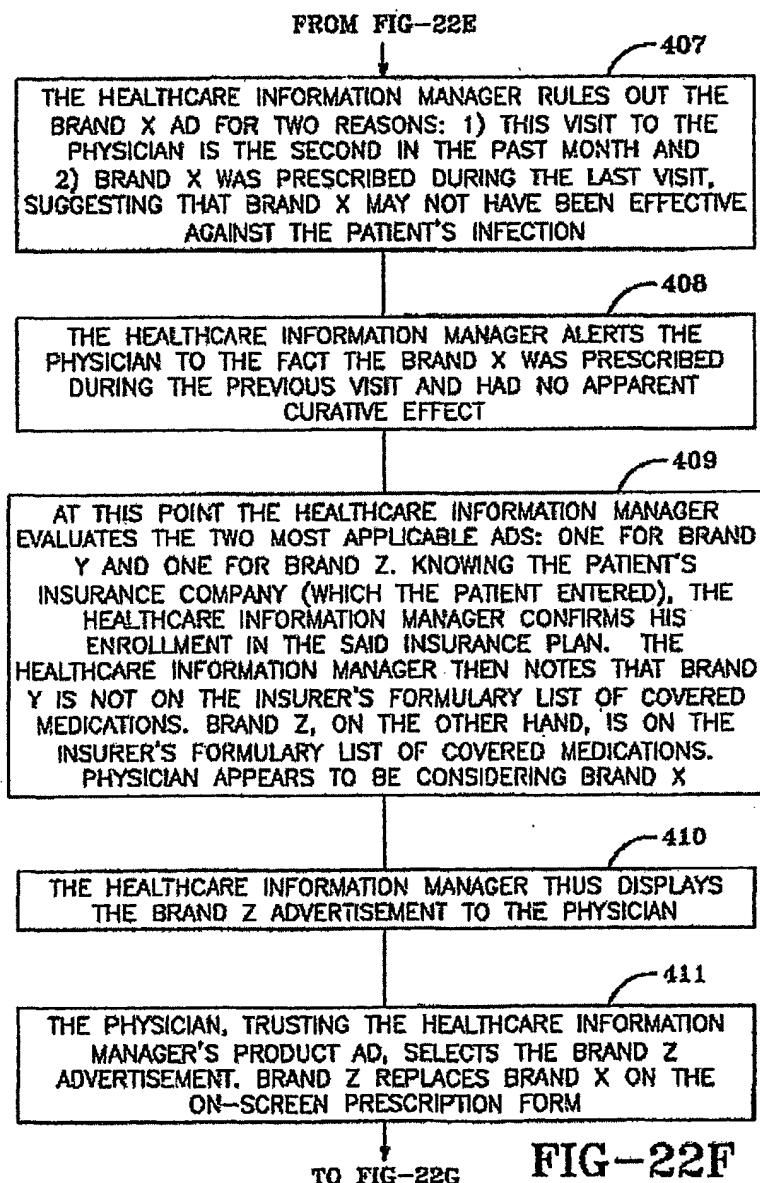 FROM FIG-22E
407
THE HEALTHCARE INFORMATION MANAGER RULES OUT THE
BRAND X AD FOR TWO REASONS: 1) THIS VISIT TO THE
PHYSICIAN IS THE SECOND IN THE PAST MONTH AND
2) BRAND X WAS PRESCRIBED DURING THE LAST VISIT,
SUGGESTING THAT BRAND X MAY NOT HAVE BEEN EFFECTIVE
AGAINST THE PATIENT'S INFECTION
408
THE HEALTHCARE INFORMATION MANAGER ALERTS THE
PHYSICIAN TO THE FACT THE BRAND X WAS PRESCRIBED
DURING THE PREVIOUS VISIT AND HAD NO APPARENT
CURATIVE EFFECT
409
AT THIS POINT THE HEALTHCARE INFORMATION MANAGER
EVALUATES THE TWO MOST APPLICABLE ADS: ONE FOR BRAND
Y AND ONE FOR BRAND Z. KNOWING THE PATIENT'S
INSURANCE COMPANY (WHICH THE PATIENT ENTERED), THE
HEALTHCARE INFORMATION MANAGER CONFIRMS HIS
ENROLLMENT IN THE SAID INSURANCE PLAN. THE
HEALTHCARE INFORMATION MANAGER THEN NOTES THAT BRAND
Y IS NOT ON THE INSURER'S FORMULARY LIST OF COVERED
MEDICATIONS. BRAND Z, ON THE OTHER HAND, IS ON THE
INSURER'S FORMULARY LIST OF COVERED MEDICATIONS.
PHYSICIAN APPEARS TO BE CONSIDERING BRAND X
410
THE HEALTHCARE INFORMATION MANAGER THUS DISPLAYS
THE BRAND Z ADVERTISEMENT TO THE PHYSICIAN
411
THE PHYSICIAN, TRUSTING THE HEALTHCARE INFORMATION
MANAGER'S PRODUCT AD, SELECTS THE BRAND Z
ADVERTISEMENT. BRAND Z REPLACES BRAND X ON THE
ON-SCREEN PRESCRIPTION FORM
TO FIG-22G
FIG-22F